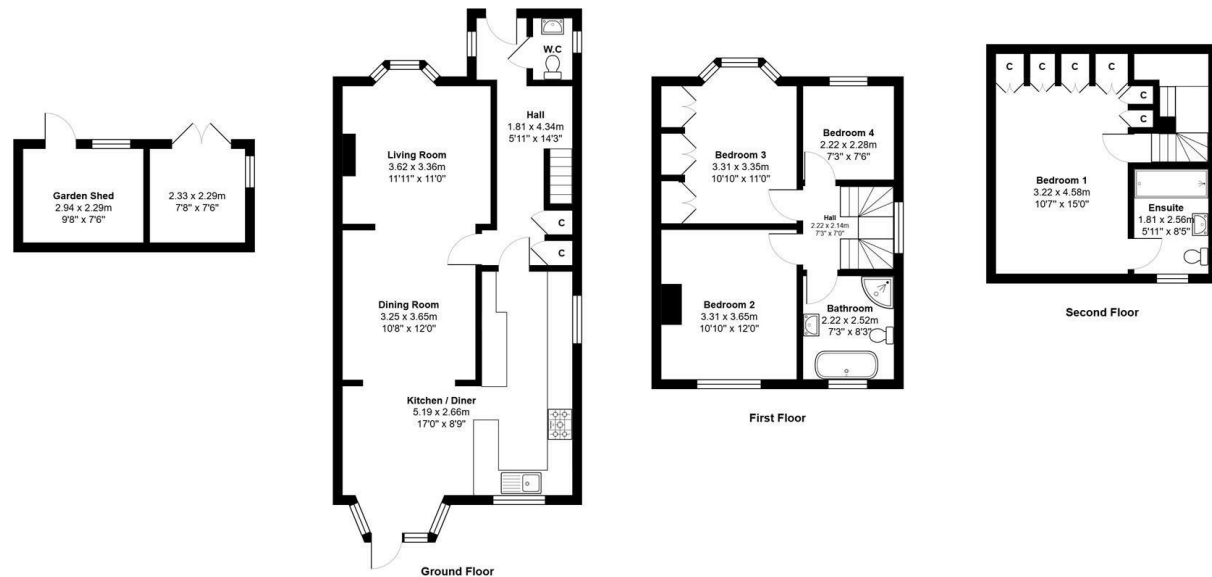 Garden Shed
2.94 x 2.29m
9'8" x 7'6"
2.33 x 2.29m
7'8" x 7'6"
W.C
Hall
1.81 x 4.34m
5'11" x 14'3"
Living Room
3.62 x 3.36m
11'11" x 11'0"
C
C
Dining Room
3.25 x 3.65m
10'8" x 12'0"
Kitchen / Diner
5.19 x 2.66m
17'0" x 8'9"
Ground Floor
Bedroom 3
3.31 x 3.35m
10'10" x 11'0"
Bedroom 4
2.22 x 2.28m
7'3" x 7'6"
Hall
2.22 x 2.14m
7'3" x 7'0"
Bedroom 2
3.31 x 3.65m
10'10" x 12'0"
Bathroom
2.22 x 2.52m
7'3" x 8'3"
First Floor
C C C C
C
C
Bedroom 1
3.22 x 4.58m
10'7" x 15'0"
Ensuite
1.81 x 2.56m
5'11" x 8'5"
Second Floor